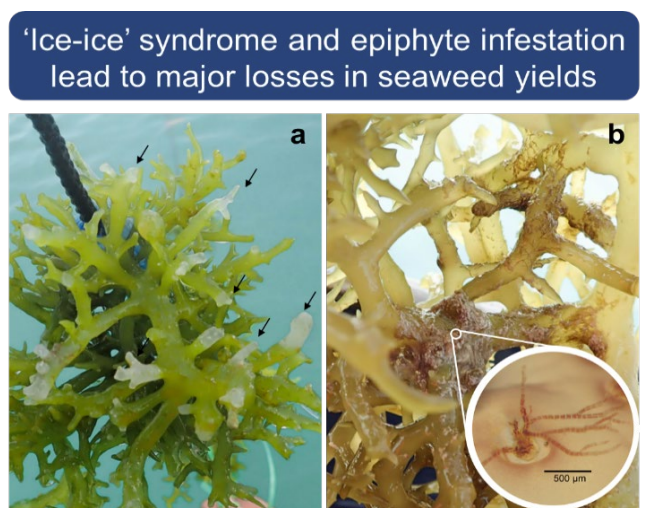 ‘Ice-ice’ syndrome and epiphyte infestation
lead to major losses in seaweed yields
a
b
500 µm